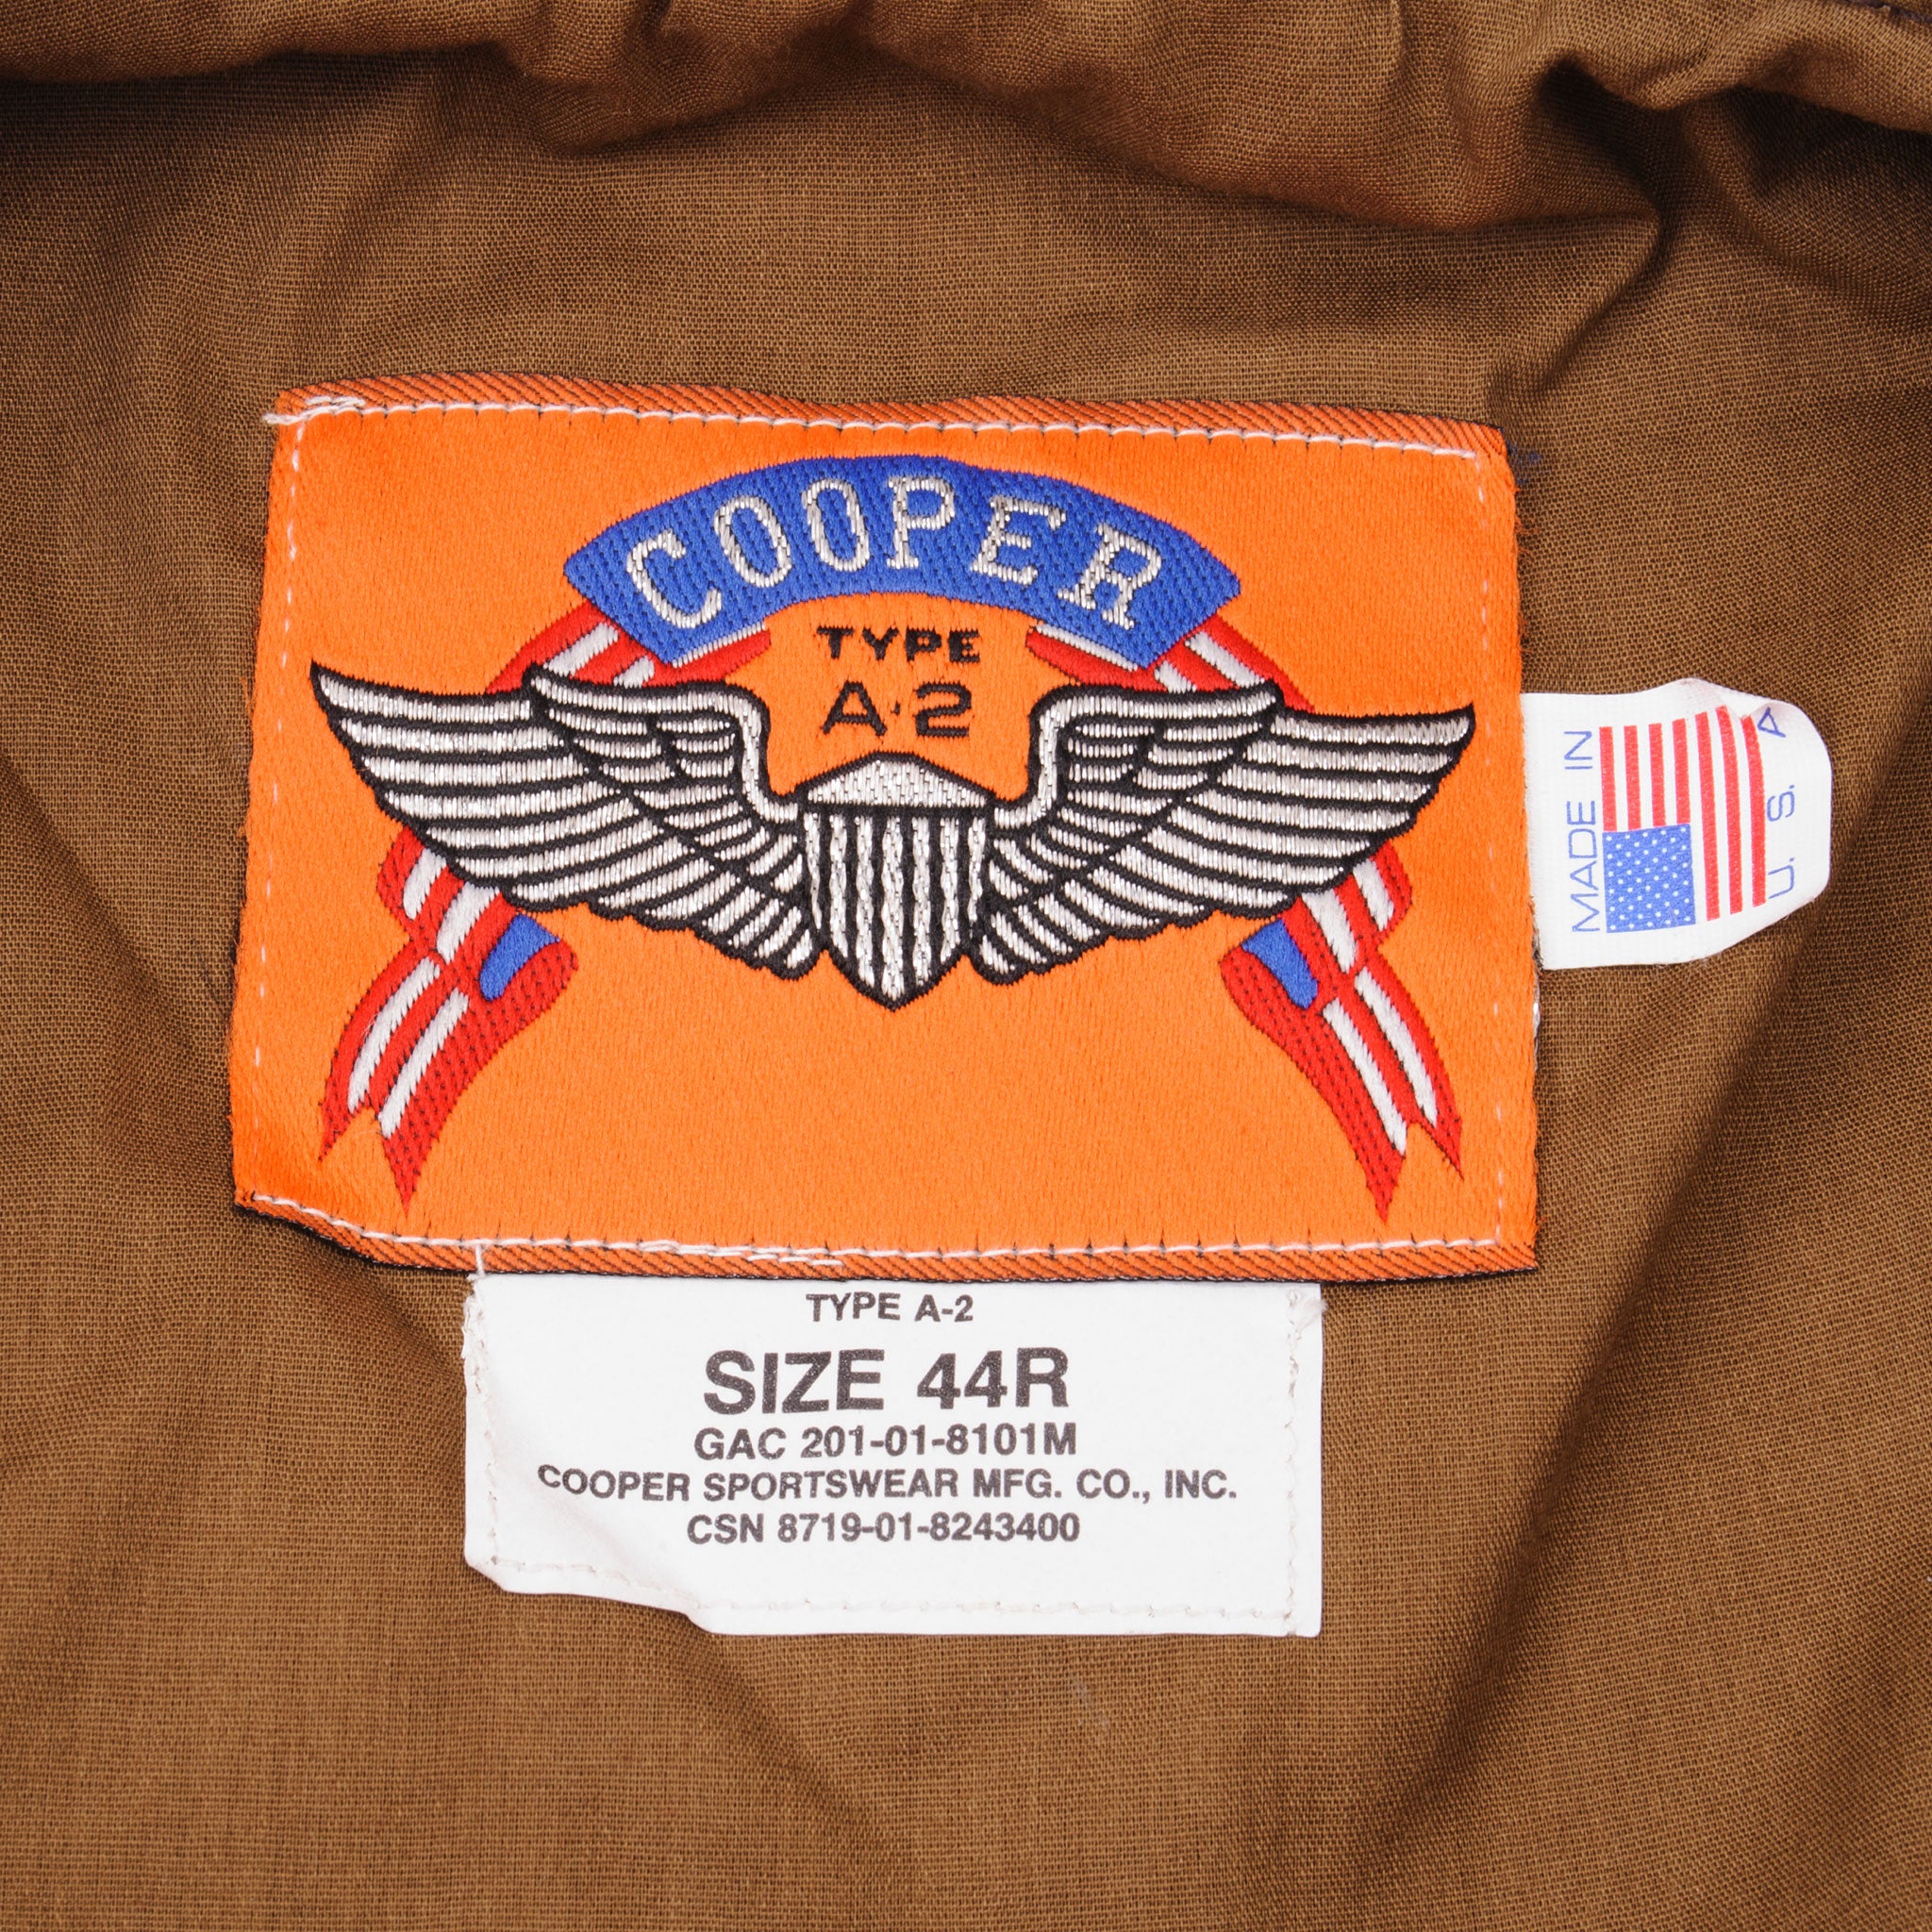 COOPER
TYPE
A·2
MADE IN
U. S. A
TYPE A-2
SIZE 44R
GAC 201-01-8101M
COOPER SPORTSWEAR MFG. CO., INC.
CSN 8719-01-8243400